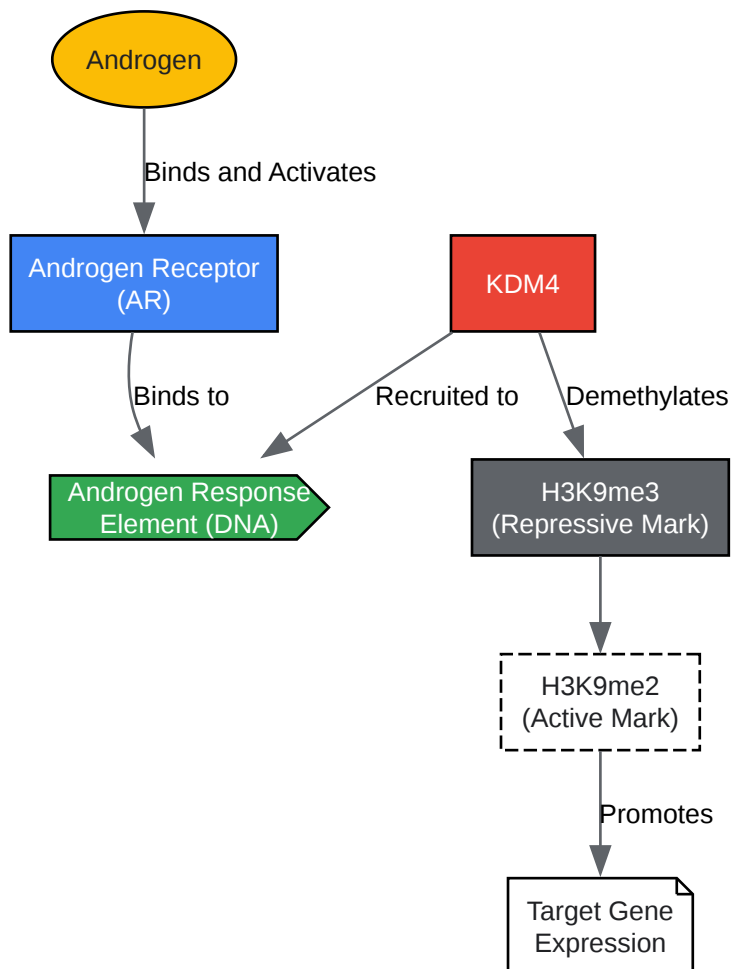 Androgen
Binds and Activates
Androgen Receptor
(AR)
KDM4
Binds to
Recruited to
Demethylates
Androgen Response
Element (DNA)
H3K9me3
(Repressive Mark)
H3K9me2
(Active Mark)
Promotes
Target Gene
Expression